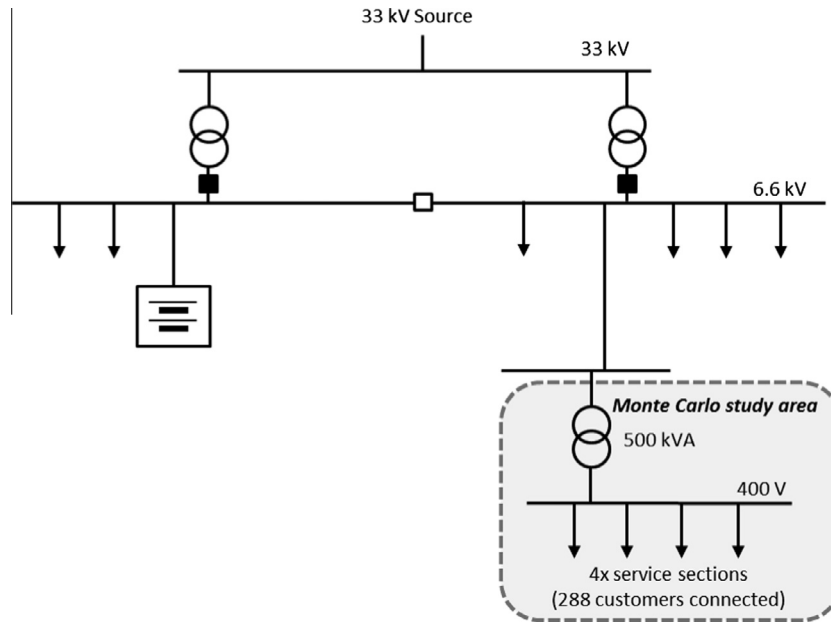 33 kV Source
33 kV
6.6 kV
Monte Carlo study area
500 kVA
400 V
4x service sections
(288 customers connected)